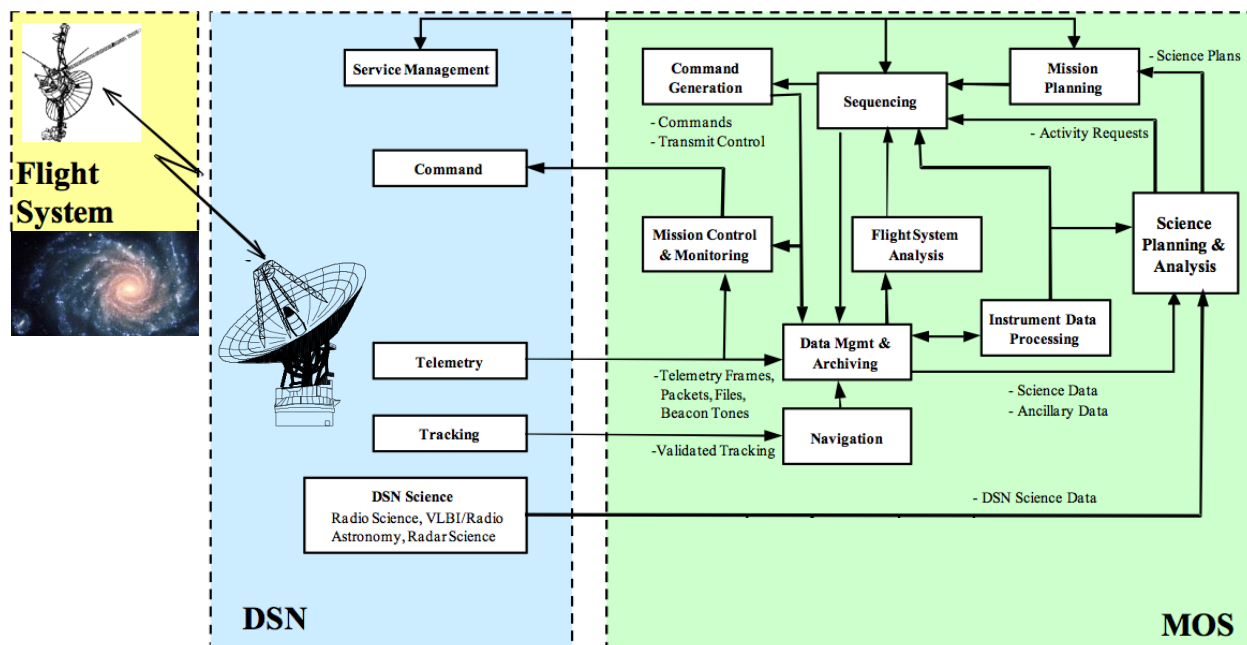 Flight
System
Service Management
Command
Telemetry
Tracking
DSN Science
Radio Science, VLBI/Radio
Astronomy, Radar Science
DSN
Command
Generation
- Commands
- Transmit Control
Sequencing
Mission
Planning
- Science Plans
- Activity Requests
Mission Control
& Monitoring
Flight System
Analysis
Science
Planning &
Analysis
Data Mgmt &
Archiving
Instrument Data
Processing
-Telemetry Frames,
Packets, Files,
Beacon Tones
- Science Data
- Ancillary Data
Navigation
-Validated Tracking
- DSN Science Data
MOS